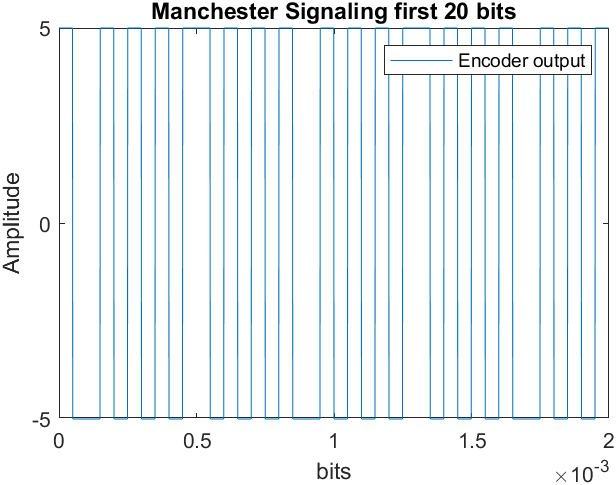 Manchester Signaling first 20 bits
Encoder output
Amplitude
5
0
-5
0
0.5
1
1.5
2
bits
×10-3